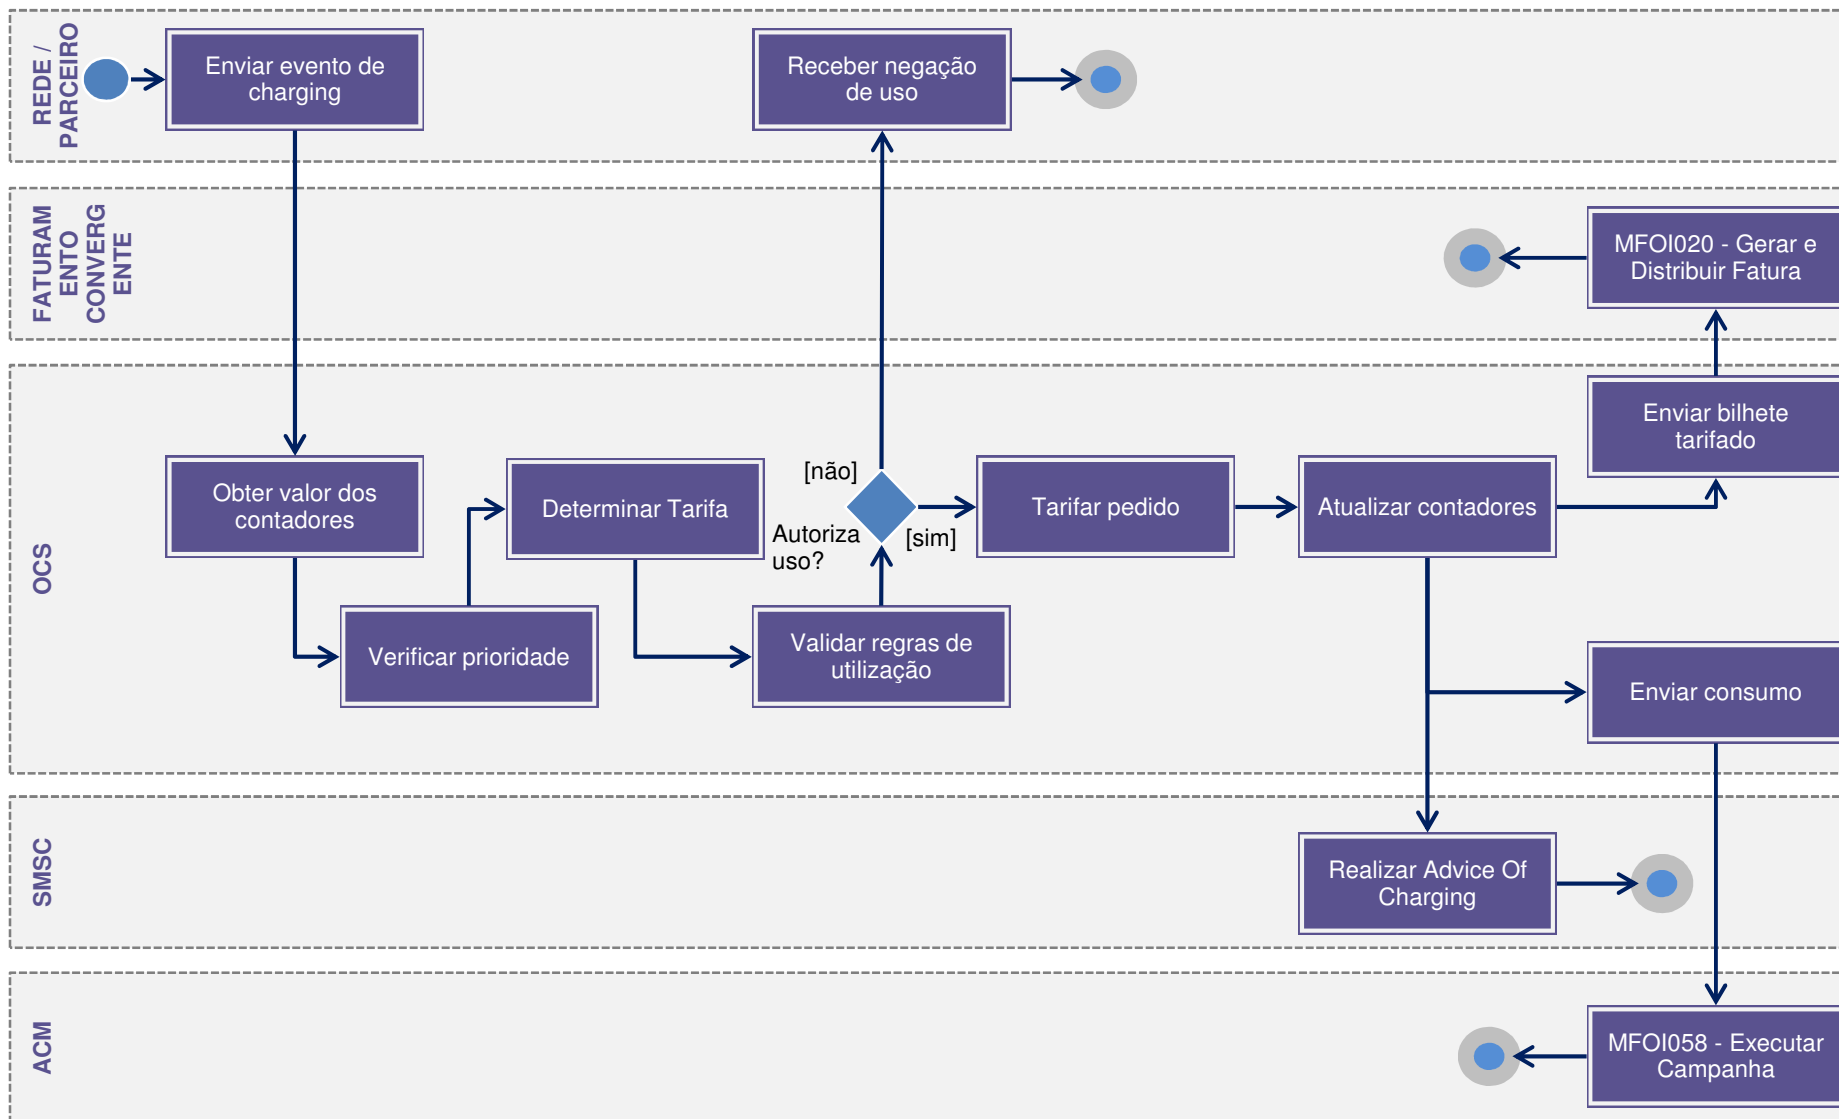 REDE /
PARCEIRO
Enviar evento de
charging
Receber negação
de uso
FATURAM
ENTO
CONVERG
ENTE
MFOI020 - Gerar e
Distribuir Fatura
OCS
Enviar bilhete
tarifado
Obter valor dos
contadores
Determinar Tarifa
[não]
Autoriza
uso?
[sim]
Tarifar pedido
Atualizar contadores
Verificar prioridade
Validar regras de
utilização
Enviar consumo
SMSC
Realizar Advice Of
Charging
ACM
MFOI058 - Executar
Campanha